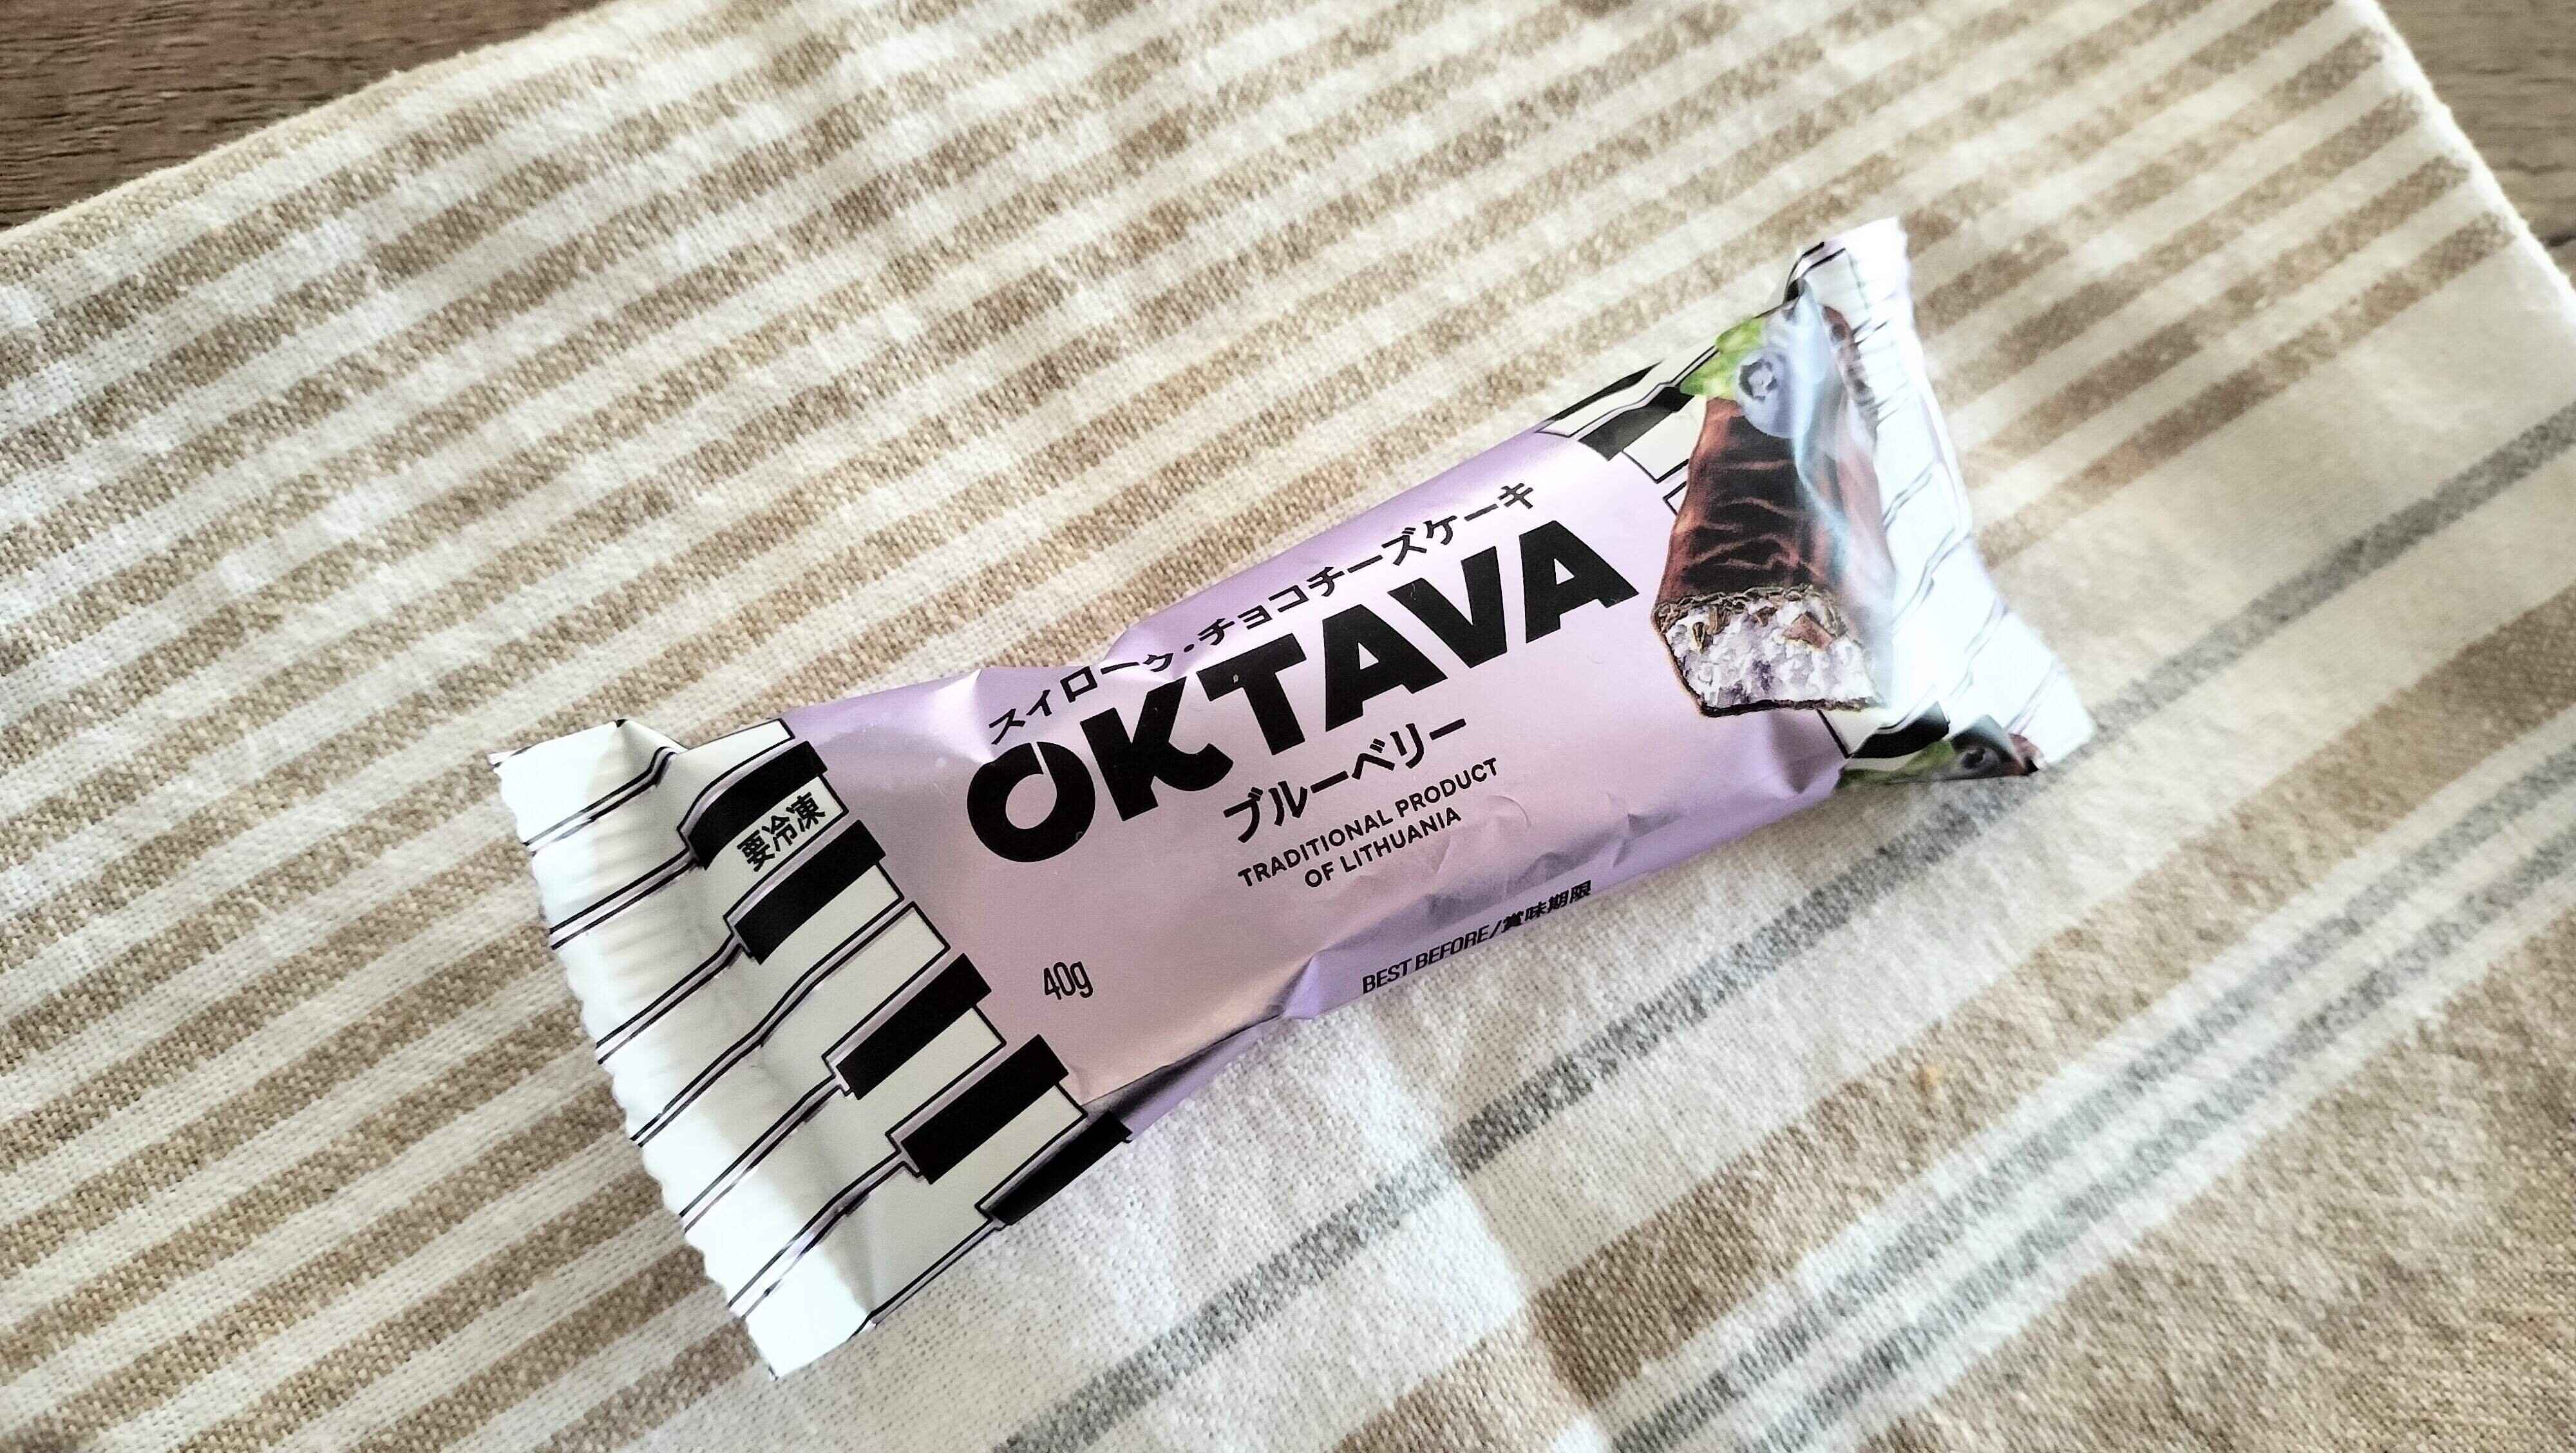 スィローク・チョコチーズケーキ
OKTAVA
ブルーベリー
TRADITIONAL PRODUCT
OF LITHUANIA
要冷凍
40g
BEST BEFORE/賞味期限